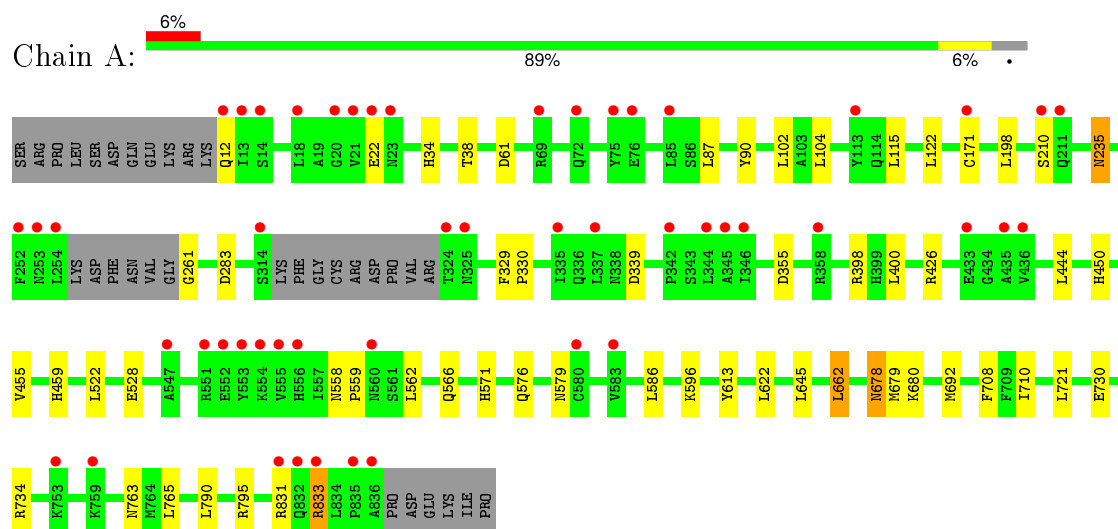 6%
Chain A:
89%
6%
•
SER ARG PRO LEU SER ASP GLN GLU LYS ARG LYS Q12 I13 S14 L18 A19 G20 V21 E22 N23 H34 T38 D61 R69 Q72 Y75 E76 L85 S86 L87 Y90 L102 A103 L104 Y113 Q114 L115 L122 C171 L198 S210 Q211 N235
F252 N253 L254 LYS ASP PHE ASN VAL GLY G261 D283 S314 LYS PHE GLY CYS ARG ASP PRO VAL ARG T324 N325 F329 P330 I335 Q336 L337 N338 D339 P342 S343 L344 A345 I346 D355 R358 R398 H399 L400 R426 E433 G434 A435 V436 L444 H450
V455 H459 L522 E528 A547 R551 E552 Y553 K554 V555 H556 I557 N558 P559 N560 S561 L562 Q566 H571 Q576 N579 C580 V583 L586 K596 Y613 L622 L645 L662 N678 M679 K680 M692 F708 F709 I710 L721 E730
R734 K753 K759 N763 M764 L765 L790 R795 R831 Q832 R833 L834 P835 A836 PRO ASP GLU LYS ILE PRO